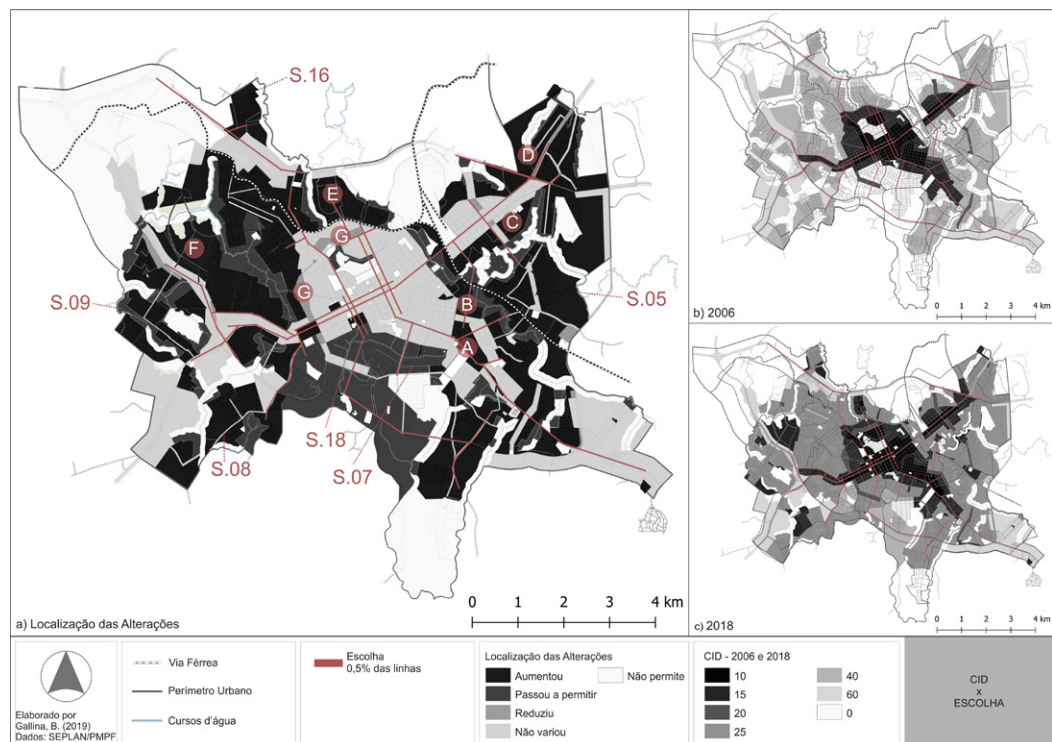 S.16
D
E
C
G
F
G
S.09
B
S.05
A
S.18
S.08
S.07
0 1 2 3 4 km
a) Localização das Alterações
0 1 2 3 4 km
b) 2006
0 1 2 3 4 km
c) 2018
Elaborado por
Gallina, B. (2019)
Dados: SEPLAN/PMPF
Via Férrea
Perímetro Urbano
Cursos d'água
Escolha
0,5% das linhas
Localização das Alterações
Aumentou
Não permite
Passou a permitir
Reduziu
Não variou
CID - 2006 e 2018
10
40
15
60
20
0
25
CID
x
ESCOLHA